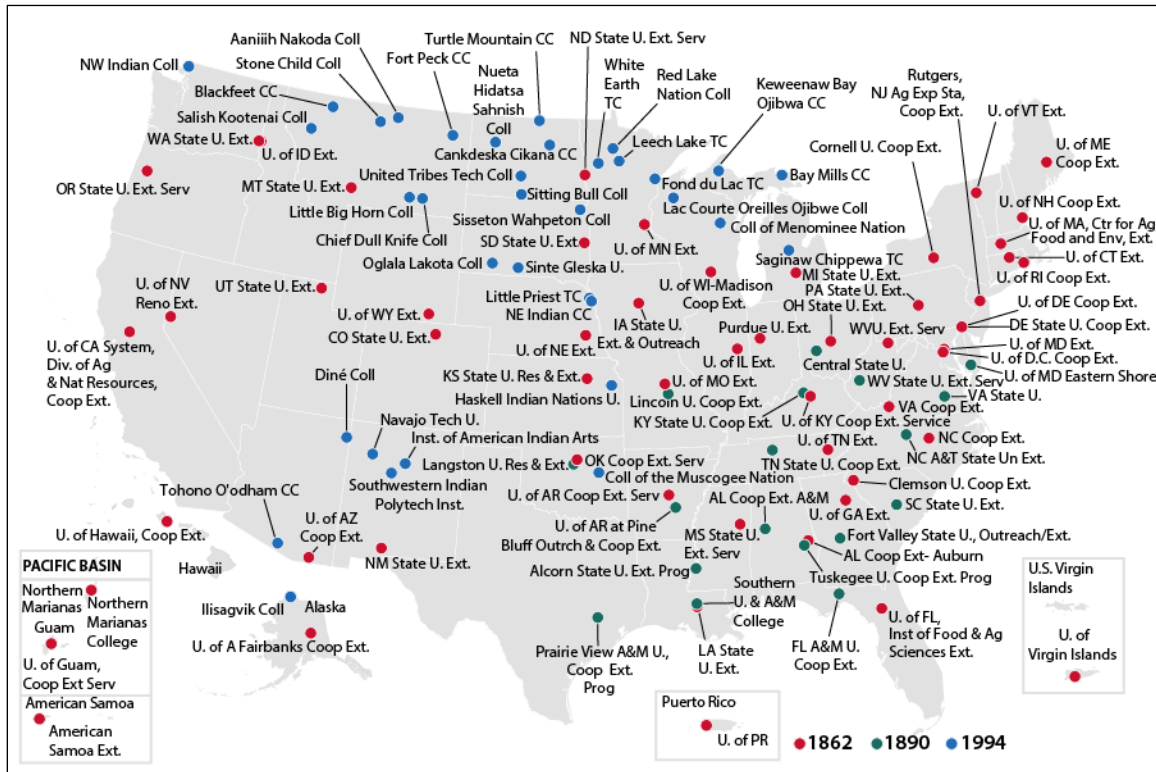 Aaniiih Nakoda Coll
Stone Child Coll
NW Indian Coll
Blackfeet CC
Salish Kootenai Coll
WA State U. Ext.
U. of ID Ext.
OR State U. Ext. Serv
MT State U. Ext.
Fort Peck CC
Turtle Mountain CC
Nueta
Hidatsa
Sahnish
Coll
ND State U. Ext. Serv
White
Earth
TC
Red Lake
Nation Coll
Leech Lake TC
Keweenaw Bay
Ojibwa CC
Rutgers,
NJ Ag Exp Sta,
Coop Ext.
U. of VT Ext.
Cornell U. Coop Ext.
U. of ME
Coop Ext.
Cankdeska Cikana CC
United Tribes Tech Coll
Sitting Bull Coll
Fond du Lac TC
Bay Mills CC
Little Big Horn Coll
Chief Dull Knife Coll
Sisseton Wahpeton Coll
Lac Courte Oreilles Ojibwe Coll
Coll of Menominee Nation
U. of NH Coop Ext.
U. of MA, Ctr for Ag
Food and Env, Ext.
U. of CT Ext.
U. of RI Coop Ext.
SD State U. Ext.
U. of MN Ext.
Oglala Lakota Coll
Sinte Gleska U.
Saginaw Chippewa TC
MI State U. Ext.
PA State U. Ext.
OH State U. Ext.
U. of NV
Reno Ext.
UT State U. Ext.
U. of WY Ext.
CO State U. Ext.
Little Priest TC
NE Indian CC
U. of NE Ext.
U. of WI-Madison
Coop Ext.
IA State U.
Ext. & Outreach
Purdue U. Ext.
U. of IL Ext.
WVU. Ext. Serv
U. of DE Coop Ext.
DE State U. Coop Ext.
U. of MD Ext.
U. of D.C. Coop Ext.
U. of MD Eastern Shore
U. of CA System,
Div. of Ag
& Nat Resources,
Coop Ext.
Diné Coll
KS State U. Res & Ext.
Haskell Indian Nations U.
U. of MO Ext.
Lincoln U. Coop Ext.
KY State U. Coop Ext.
Central State U.
WV State U. Ext. Serv
VA State U.
VA Coop Ext.
U. of KY Coop Ext. Service
Navajo Tech U.
Inst. of American Indian Arts
Langston U. Res & Ext.
OK Coop Ext. Serv
Coll of the Muscogee Nation
Southwestern Indian
Polytech Inst.
U. of TN Ext.
NC Coop Ext.
NC A&T State Un Ext.
TN State U. Coop Ext.
Clemson U. Coop Ext.
Tohono O'odham CC
U. of AZ
Coop Ext.
NM State U. Ext.
U. of AR Coop Ext. Serv
U. of AR at Pine
Bluff Outrch & Coop Ext.
AL Coop Ext. A&M
MS State U.
Ext. Serv
U. of GA Ext.
SC State U. Ext.
Fort Valley State U., Outreach/Ext.
AL Coop Ext- Auburn
Tuskegee U. Coop Ext. Prog
Alcorn State U. Ext. Prog
Southern
U. & A&M
College
U. of Hawaii, Coop Ext.
Hawaii
Ilisagvik Coll
Alaska
U. of A Fairbanks Coop Ext.
Prairie View A&M U.,
Coop Ext.
Prog
LA State
U. Ext.
FL A&M U.
Coop Ext.
U. of FL,
Inst of Food & Ag
Sciences Ext.
PACIFIC BASIN
Northern
Marianas
Northern
Marianas
College
Guam
U. of Guam,
Coop Ext Serv
American Samoa
American
Samoa Ext.
Puerto Rico
U. of PR
U.S. Virgin
Islands
U. of
Virgin Islands
1862
1890
1994